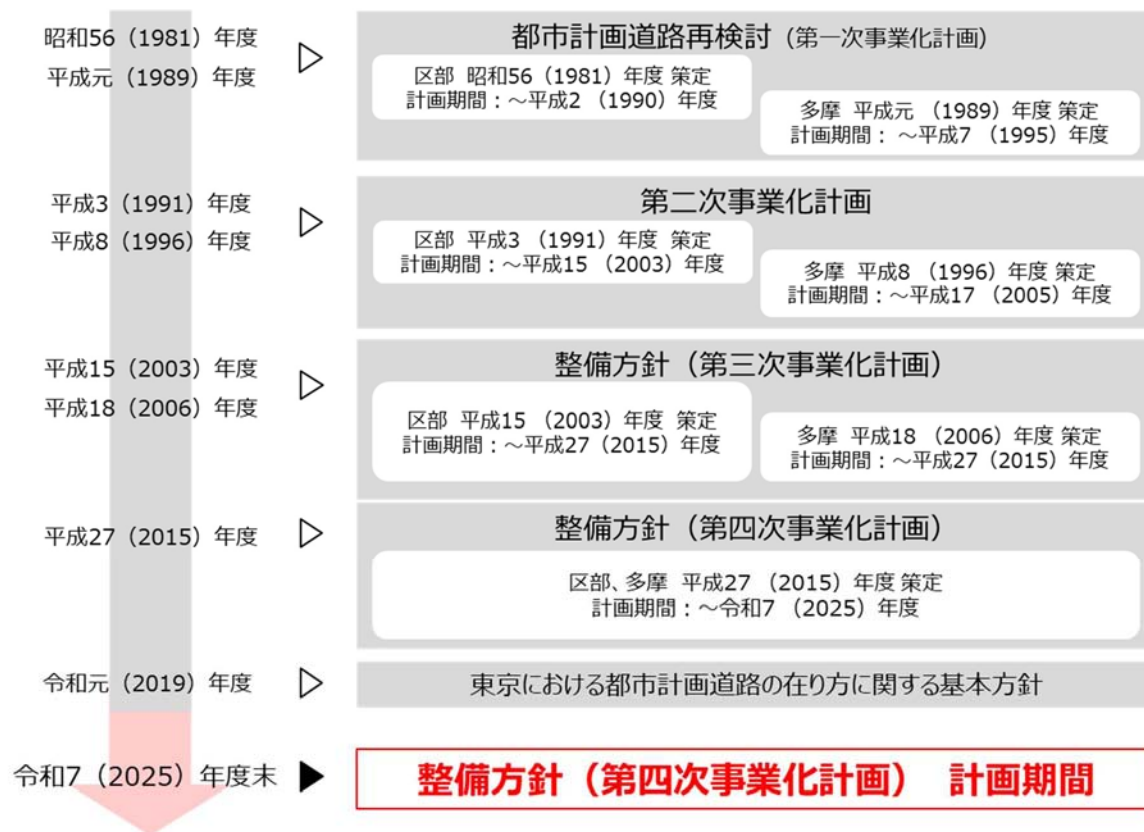 昭和56（1981）年度
平成元（1989）年度
都市計画道路再検討（第一次事業化計画）
区部 昭和56（1981）年度 策定
計画期間：～平成2 （1990）年度
多摩 平成元 （1989）年度 策定
計画期間： ～平成7 （1995）年度
平成3（1991）年度
平成8（1996）年度
第二次事業化計画
区部 平成3 （1991）年度 策定
計画期間：～平成15 （2003）年度
多摩 平成8 （1996）年度 策定
計画期間：～平成17 （2005）年度
平成15（2003）年度
平成18（2006）年度
整備方針（第三次事業化計画）
区部 平成15 （2003）年度 策定
計画期間：～平成27（2015）年度
多摩 平成18 （2006）年度 策定
計画期間：～平成27（2015）年度
平成27（2015）年度
整備方針（第四次事業化計画）
区部、多摩 平成27 （2015）年度 策定
計画期間：～令和7 （2025）年度
令和元（2019）年度
東京における都市計画道路の在り方に関する基本方針
令和7（2025）年度末
整備方針（第四次事業化計画） 計画期間